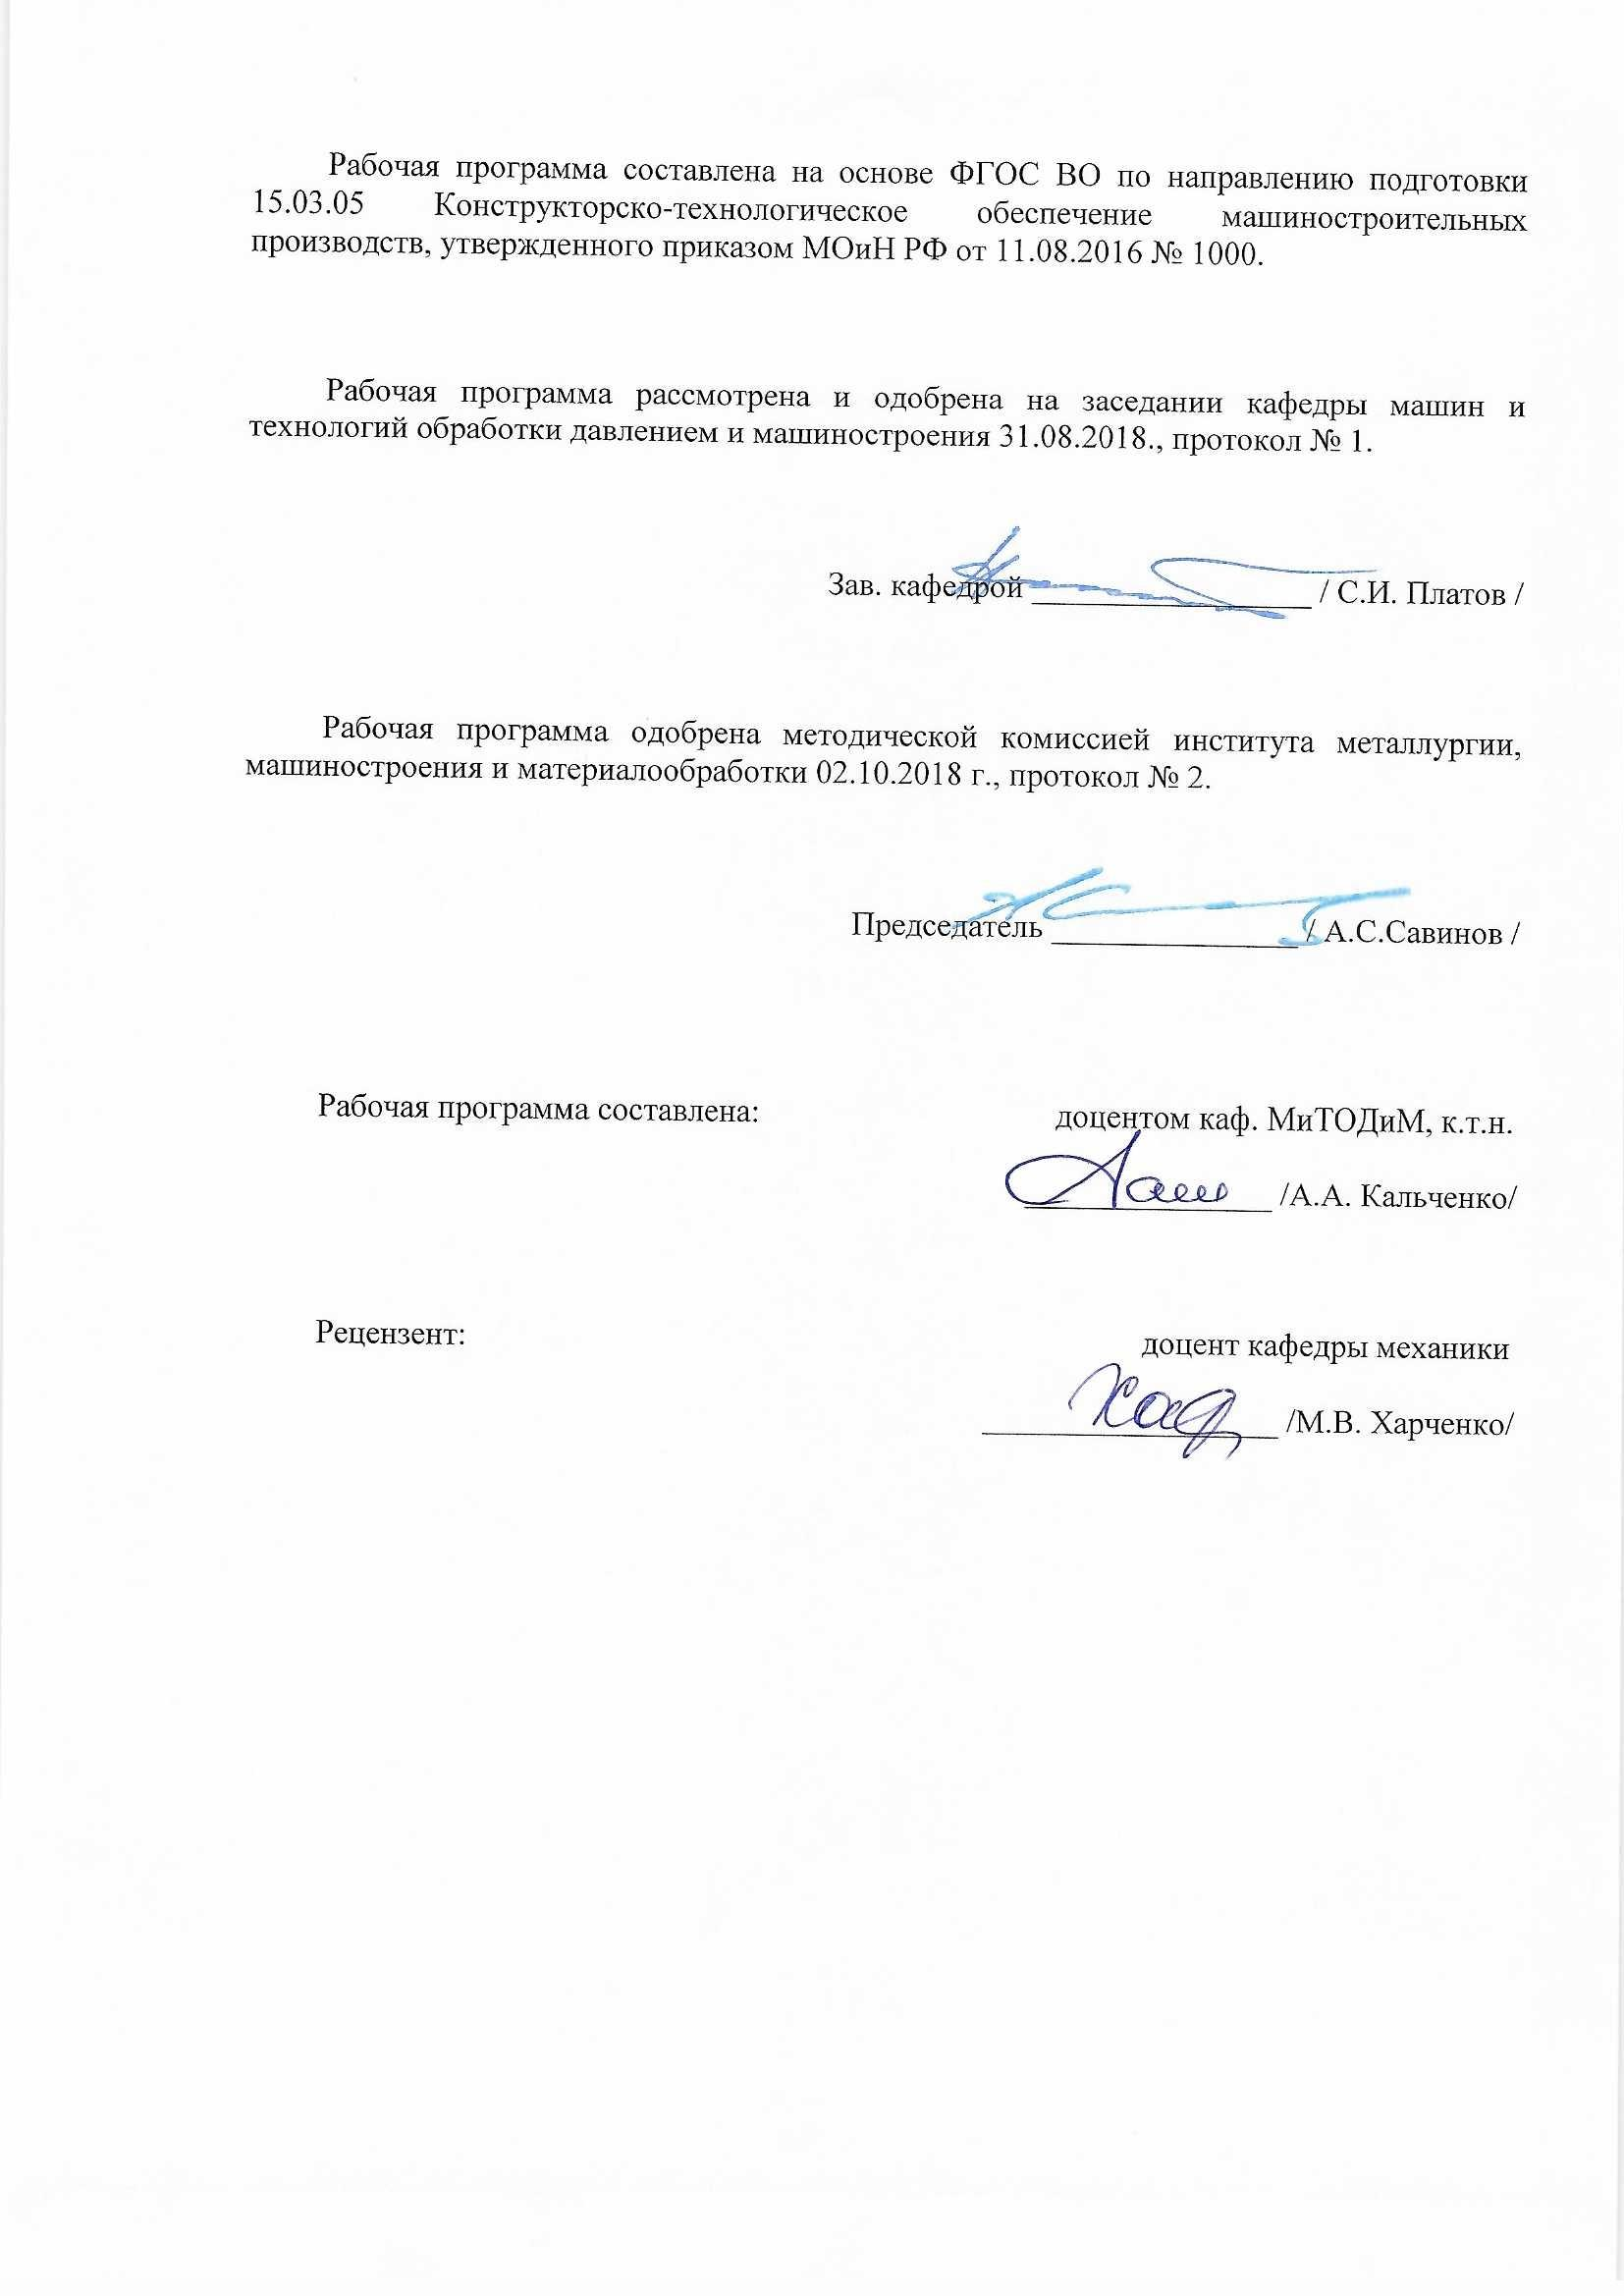 Рабочая программа составлена на основе ФГОС ВО по направлению подготовки
15.03.05 Конструкторско-технологическое обеспечение машиностроительных
производств, утвержденного приказом МОиН РФ от 11.08.2016 № 1000.
Рабочая программа рассмотрена и одобрена на заседании кафедры машин и
технологий обработки давлением и машиностроения 31.08.2018., протокол № 1.
Зав. кафедрой _________________ / С.И. Платов /
Рабочая программа одобрена методической комиссией института металлургии,
машиностроения и материалообработки 02.10.2018 г., протокол № 2.
Председатель _______________ / А.С.Савинов /
Рабочая программа составлена: доцентом каф. МиТОДиМ, к.т.н.
_______________ /А.А. Кальченко/
Рецензент: доцент кафедры механики
__________________ /М.В. Харченко/